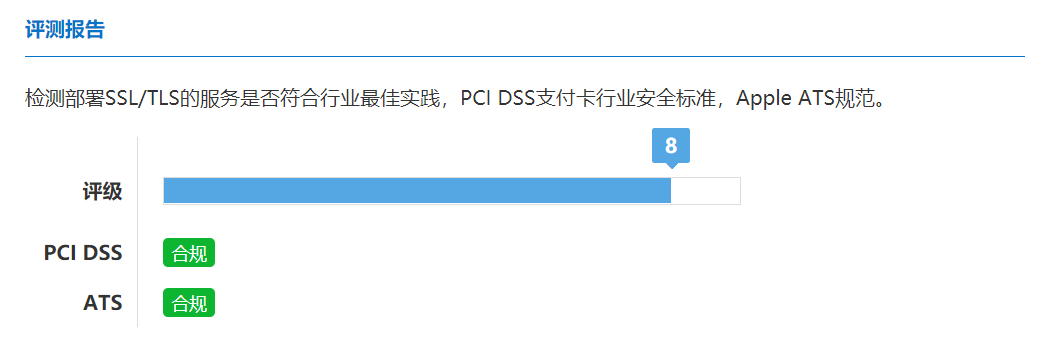 评测报告
检测部署SSL/TLS的服务是否符合行业最佳实践，PCI DSS支付卡行业安全标准，Apple ATS规范。
8
评级
PCI DSS 合规
ATS 合规